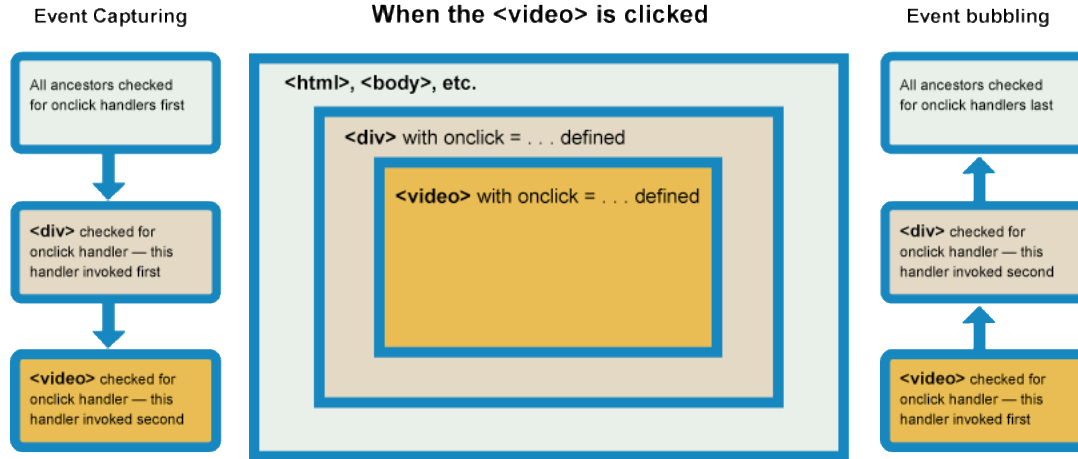 Event Capturing
When the <video> is clicked
Event bubbling
All ancestors checked
for onclick handlers first
<div> checked for
onclick handler — this
handler invoked first
<video> checked for
onclick handler — this
handler invoked second
<html>, <body>, etc.
<div> with onclick = . . . defined
<video> with onclick = . . . defined
All ancestors checked
for onclick handlers last
<div> checked for
onclick handler — this
handler invoked second
<video> checked for
onclick handler — this
handler invoked first